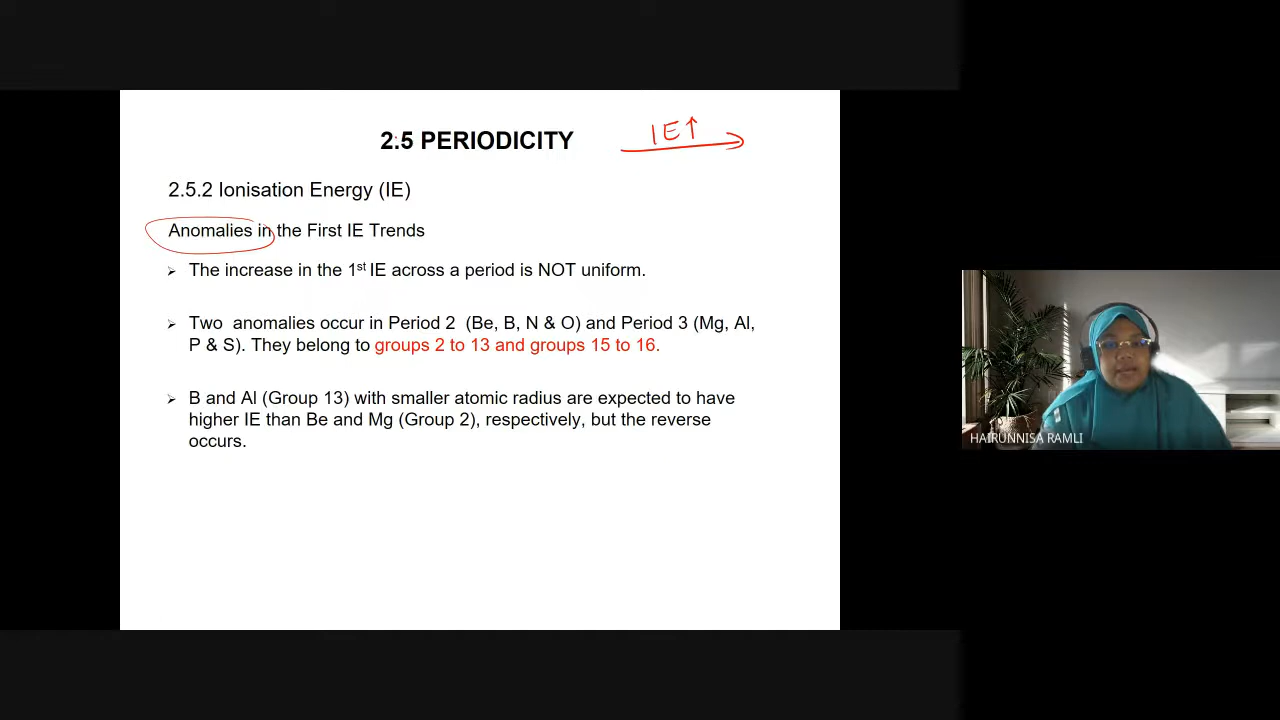 2.5 PERIODICITY
IE↑
2.5.2 Ionisation Energy (IE)
Anomalies in the First IE Trends
➢ The increase in the 1st IE across a period is NOT uniform.
➢ Two anomalies occur in Period 2 (Be, B, N & O) and Period 3 (Mg, Al,
P & S). They belong to groups 2 to 13 and groups 15 to 16.
➢ B and Al (Group 13) with smaller atomic radius are expected to have
higher IE than Be and Mg (Group 2), respectively, but the reverse
occurs.
HAIRUNNISA RAMLI